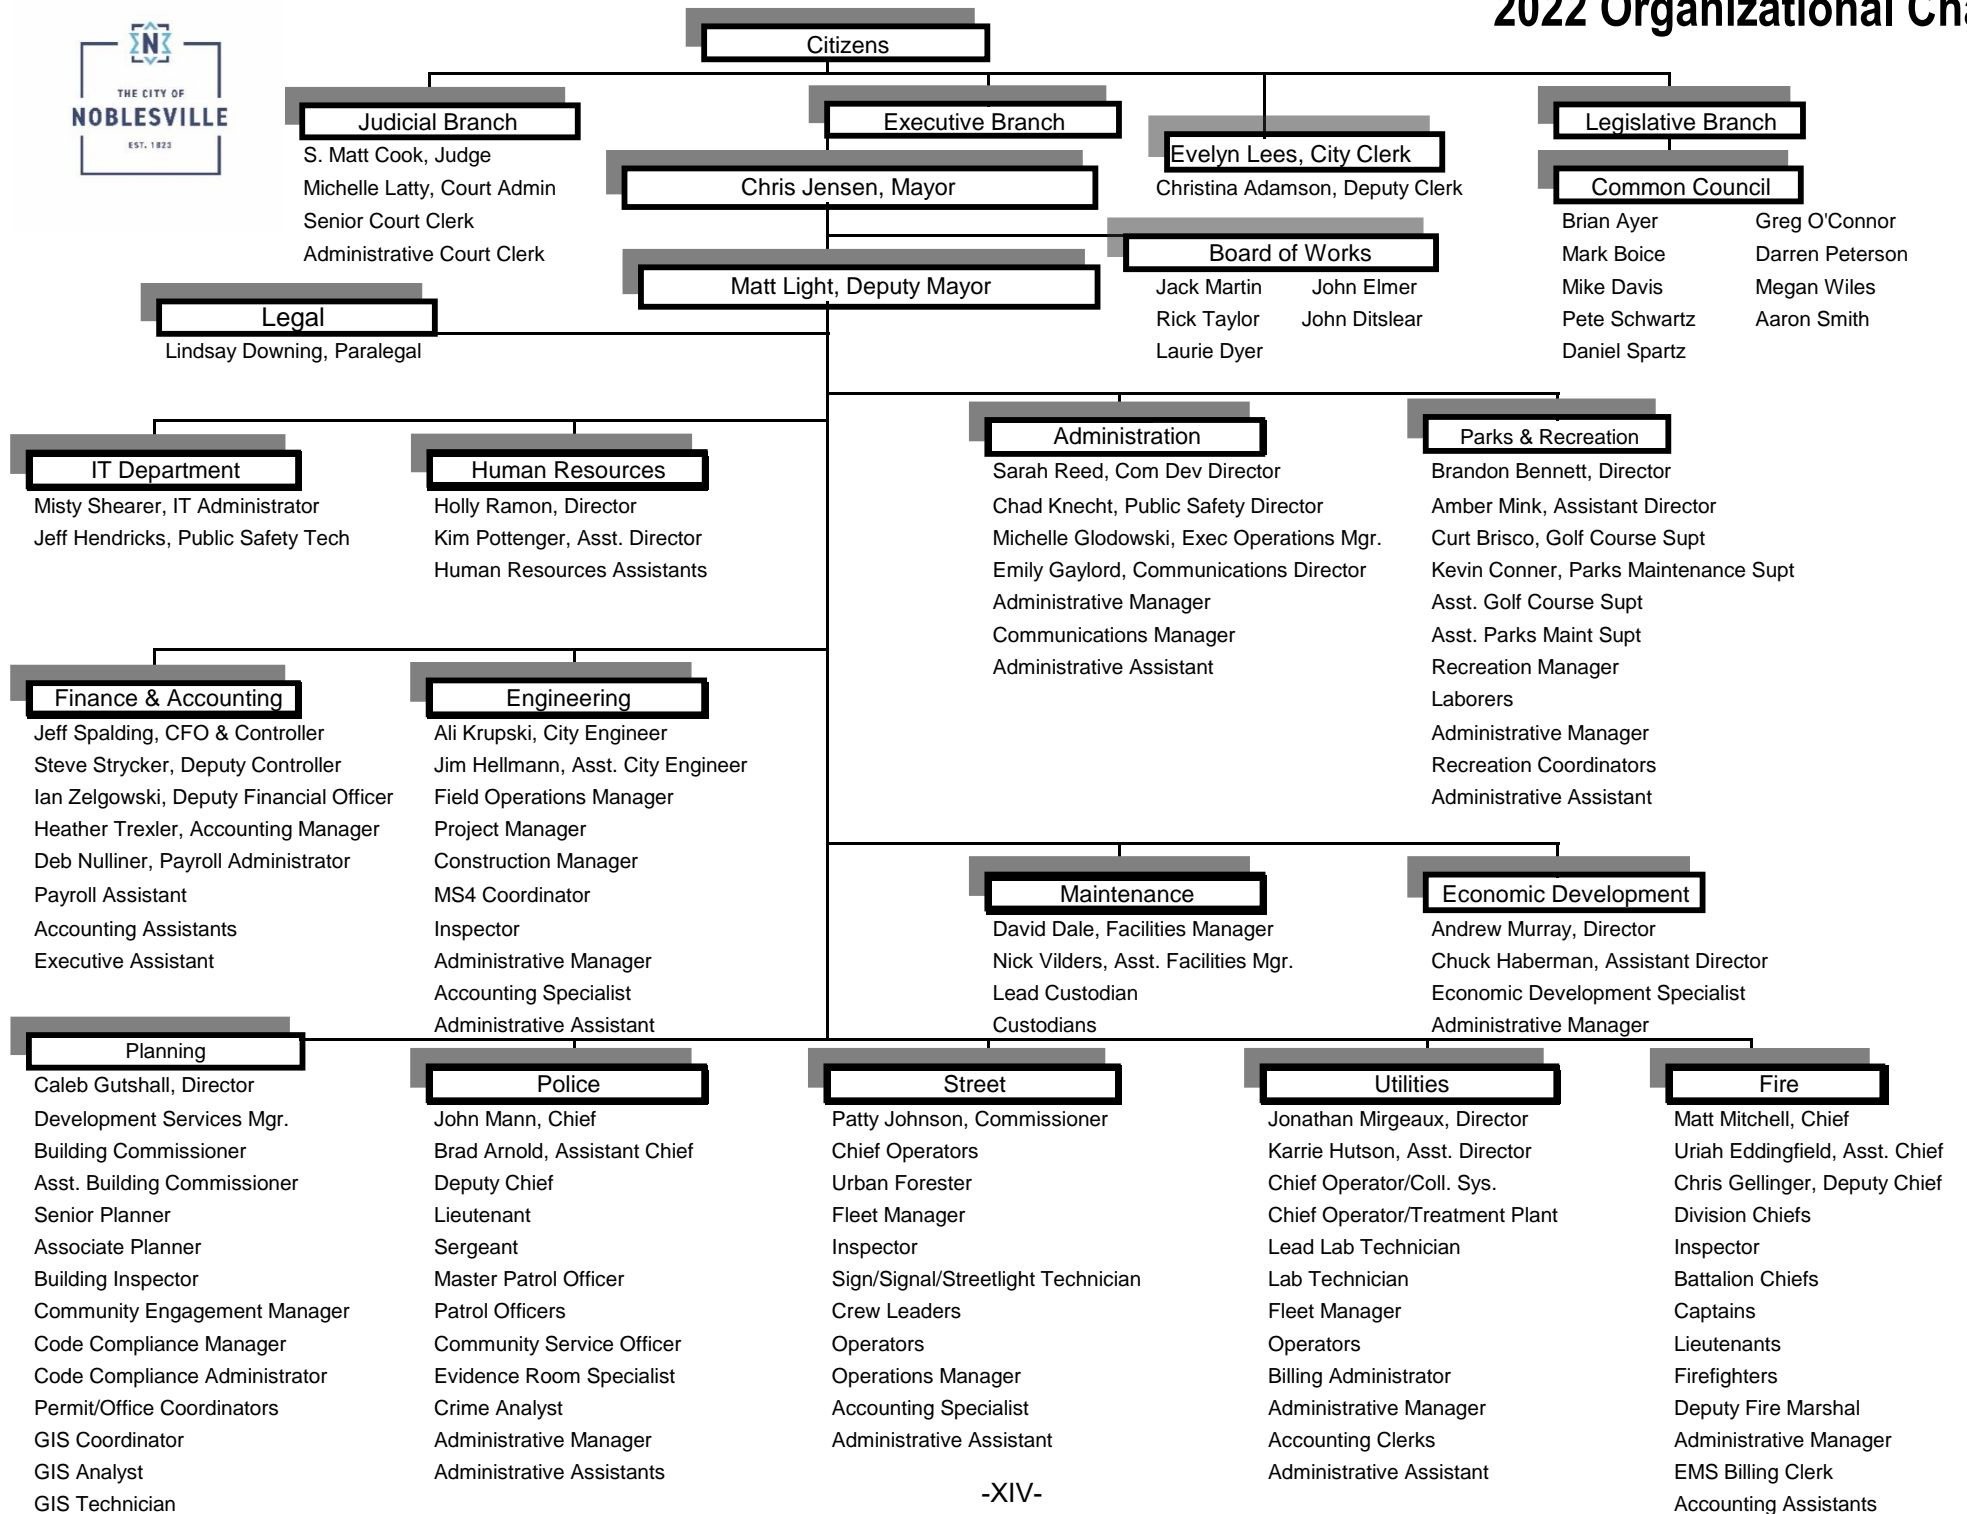 2022 Organizational Cha
THE CITY OF
NOBLESVILLE
EST. 1823
Citizens
Judicial Branch
S. Matt Cook, Judge
Michelle Latty, Court Admin
Senior Court Clerk
Administrative Court Clerk
Executive Branch
Chris Jensen, Mayor
Matt Light, Deputy Mayor
Evelyn Lees, City Clerk
Christina Adamson, Deputy Clerk
Board of Works
Jack Martin John Elmer
Rick Taylor John Ditslear
Laurie Dyer
Legislative Branch
Common Council
Brian Ayer Greg O'Connor
Mark Boice Darren Peterson
Mike Davis Megan Wiles
Pete Schwartz Aaron Smith
Daniel Spartz
Legal
Lindsay Downing, Paralegal
IT Department
Misty Shearer, IT Administrator
Jeff Hendricks, Public Safety Tech
Human Resources
Holly Ramon, Director
Kim Pottenger, Asst. Director
Human Resources Assistants
Administration
Sarah Reed, Com Dev Director
Chad Knecht, Public Safety Director
Michelle Glodowski, Exec Operations Mgr.
Emily Gaylord, Communications Director
Administrative Manager
Communications Manager
Administrative Assistant
Parks & Recreation
Brandon Bennett, Director
Amber Mink, Assistant Director
Curt Brisco, Golf Course Supt
Kevin Conner, Parks Maintenance Supt
Asst. Golf Course Supt
Asst. Parks Maint Supt
Recreation Manager
Laborers
Administrative Manager
Recreation Coordinators
Administrative Assistant
Finance & Accounting
Jeff Spalding, CFO & Controller
Steve Strycker, Deputy Controller
Ian Zelgowski, Deputy Financial Officer
Heather Trexler, Accounting Manager
Deb Nulliner, Payroll Administrator
Payroll Assistant
Accounting Assistants
Executive Assistant
Engineering
Ali Krupski, City Engineer
Jim Hellmann, Asst. City Engineer
Field Operations Manager
Project Manager
Construction Manager
MS4 Coordinator
Inspector
Administrative Manager
Accounting Specialist
Administrative Assistant
Maintenance
David Dale, Facilities Manager
Nick Vilders, Asst. Facilities Mgr.
Lead Custodian
Custodians
Economic Development
Andrew Murray, Director
Chuck Haberman, Assistant Director
Economic Development Specialist
Administrative Manager
Planning
Caleb Gutshall, Director
Development Services Mgr.
Building Commissioner
Asst. Building Commissioner
Senior Planner
Associate Planner
Building Inspector
Community Engagement Manager
Code Compliance Manager
Code Compliance Administrator
Permit/Office Coordinators
GIS Coordinator
GIS Analyst
GIS Technician
Police
John Mann, Chief
Brad Arnold, Assistant Chief
Deputy Chief
Lieutenant
Sergeant
Master Patrol Officer
Patrol Officers
Community Service Officer
Evidence Room Specialist
Crime Analyst
Administrative Manager
Administrative Assistants
Street
Patty Johnson, Commissioner
Chief Operators
Urban Forester
Fleet Manager
Inspector
Sign/Signal/Streetlight Technician
Crew Leaders
Operators
Operations Manager
Accounting Specialist
Administrative Assistant
Utilities
Jonathan Mirgeaux, Director
Karrie Hutson, Asst. Director
Chief Operator/Coll. Sys.
Chief Operator/Treatment Plant
Lead Lab Technician
Lab Technician
Fleet Manager
Operators
Billing Administrator
Administrative Manager
Accounting Clerks
Administrative Assistant
Fire
Matt Mitchell, Chief
Uriah Eddingfield, Asst. Chief
Chris Gellinger, Deputy Chief
Division Chiefs
Inspector
Battalion Chiefs
Captains
Lieutenants
Firefighters
Deputy Fire Marshal
Administrative Manager
EMS Billing Clerk
Accounting Assistants
-XIV-